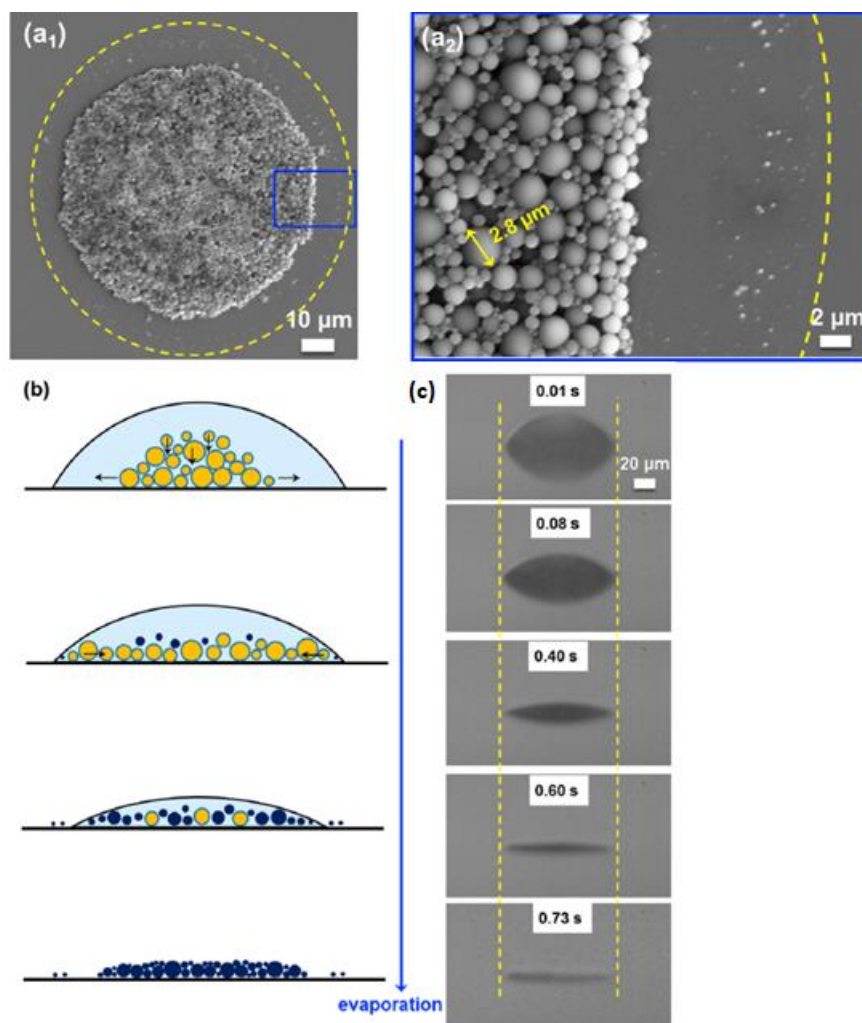 (a₁)
10 µm
(a₂)
2.8 µm
2 µm
(b)
evaporation
(c)
0.01 s
20 µm
0.08 s
0.40 s
0.60 s
0.73 s